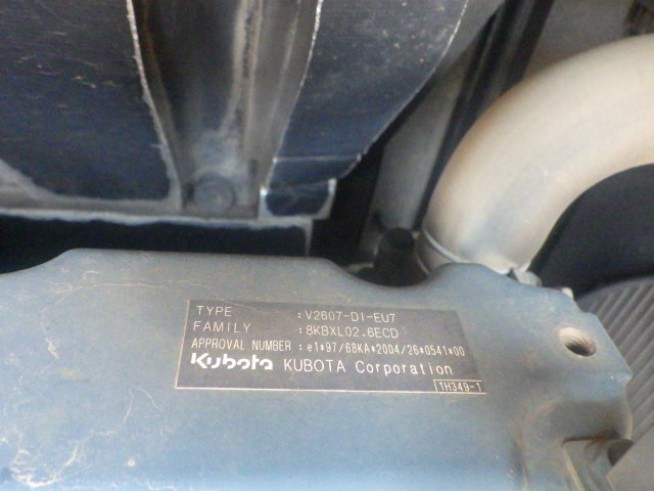 TYPE :V2607-DI-EU7
FAMILY :8KBXL02.6ECD
APPROVAL NUMBER :e1*97/68KA*2004/26*0541*00
Kubota KUBOTA Corporation
1H349-1